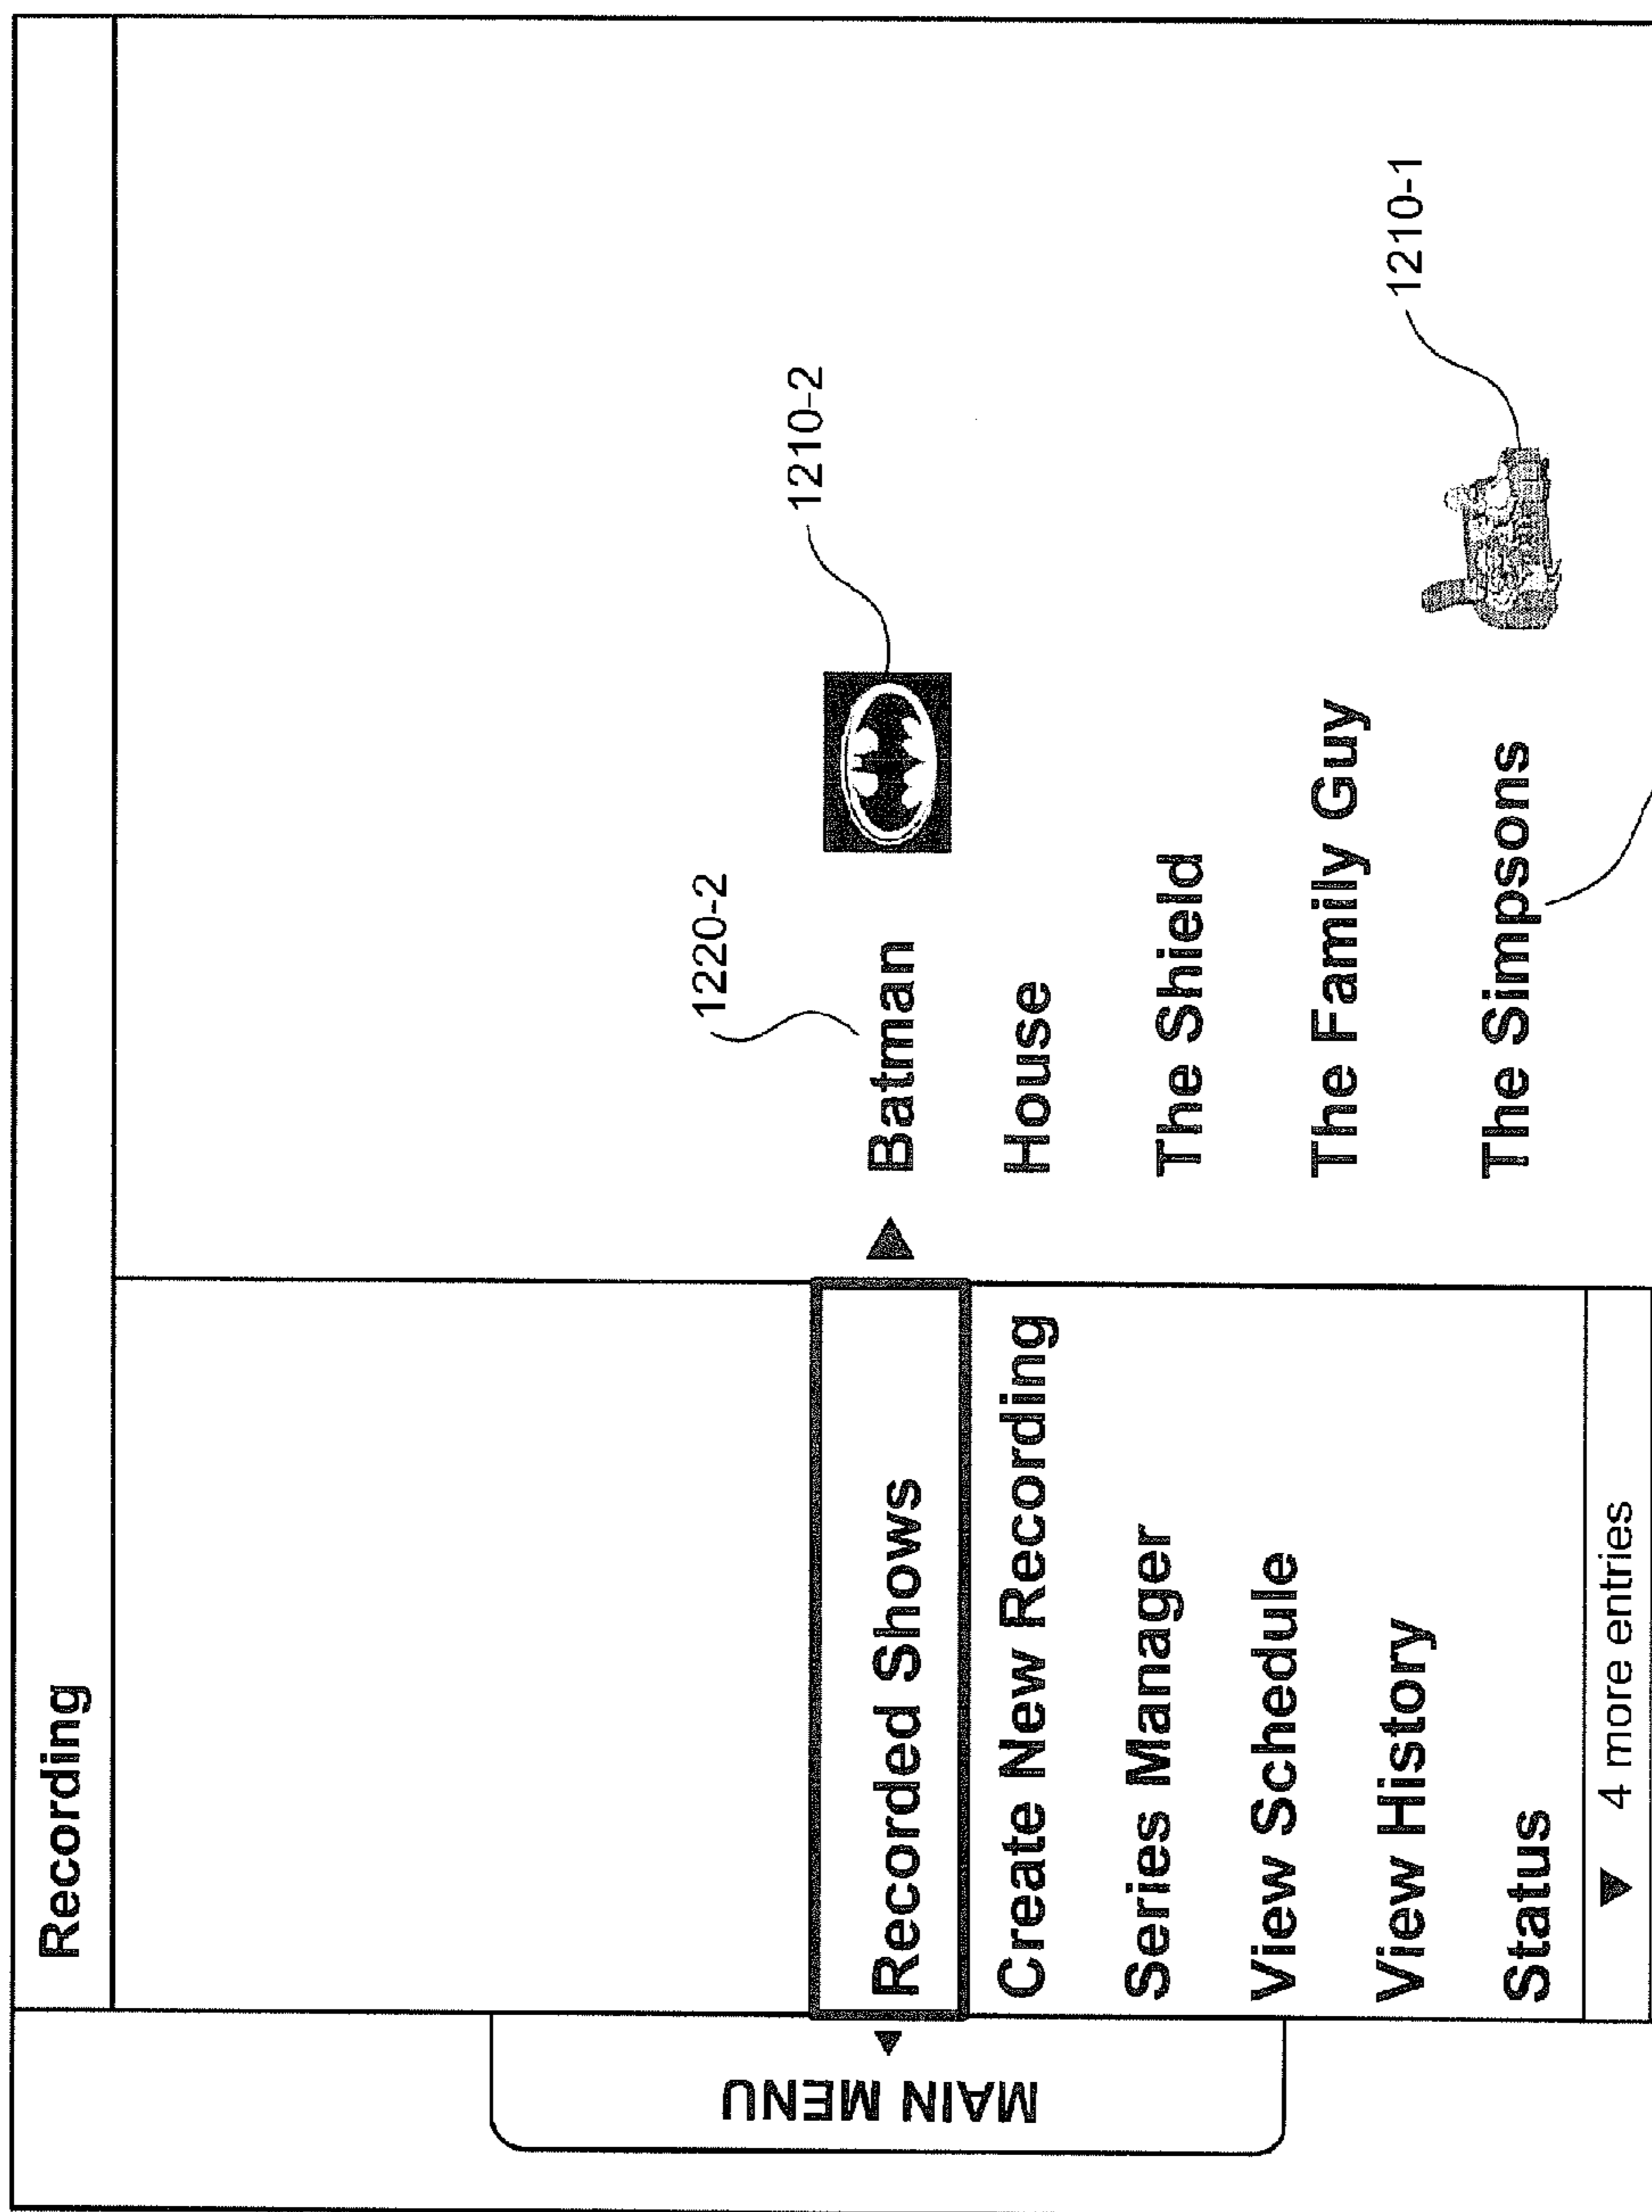 Recording
MAIN MENU
Recorded Shows
Create New Recording
Series Manager
View Schedule
View History
Status
4 more entries
1220-2
Batman
1210-2
House
The Shield
The Family Guy
The Simpsons
1210-1